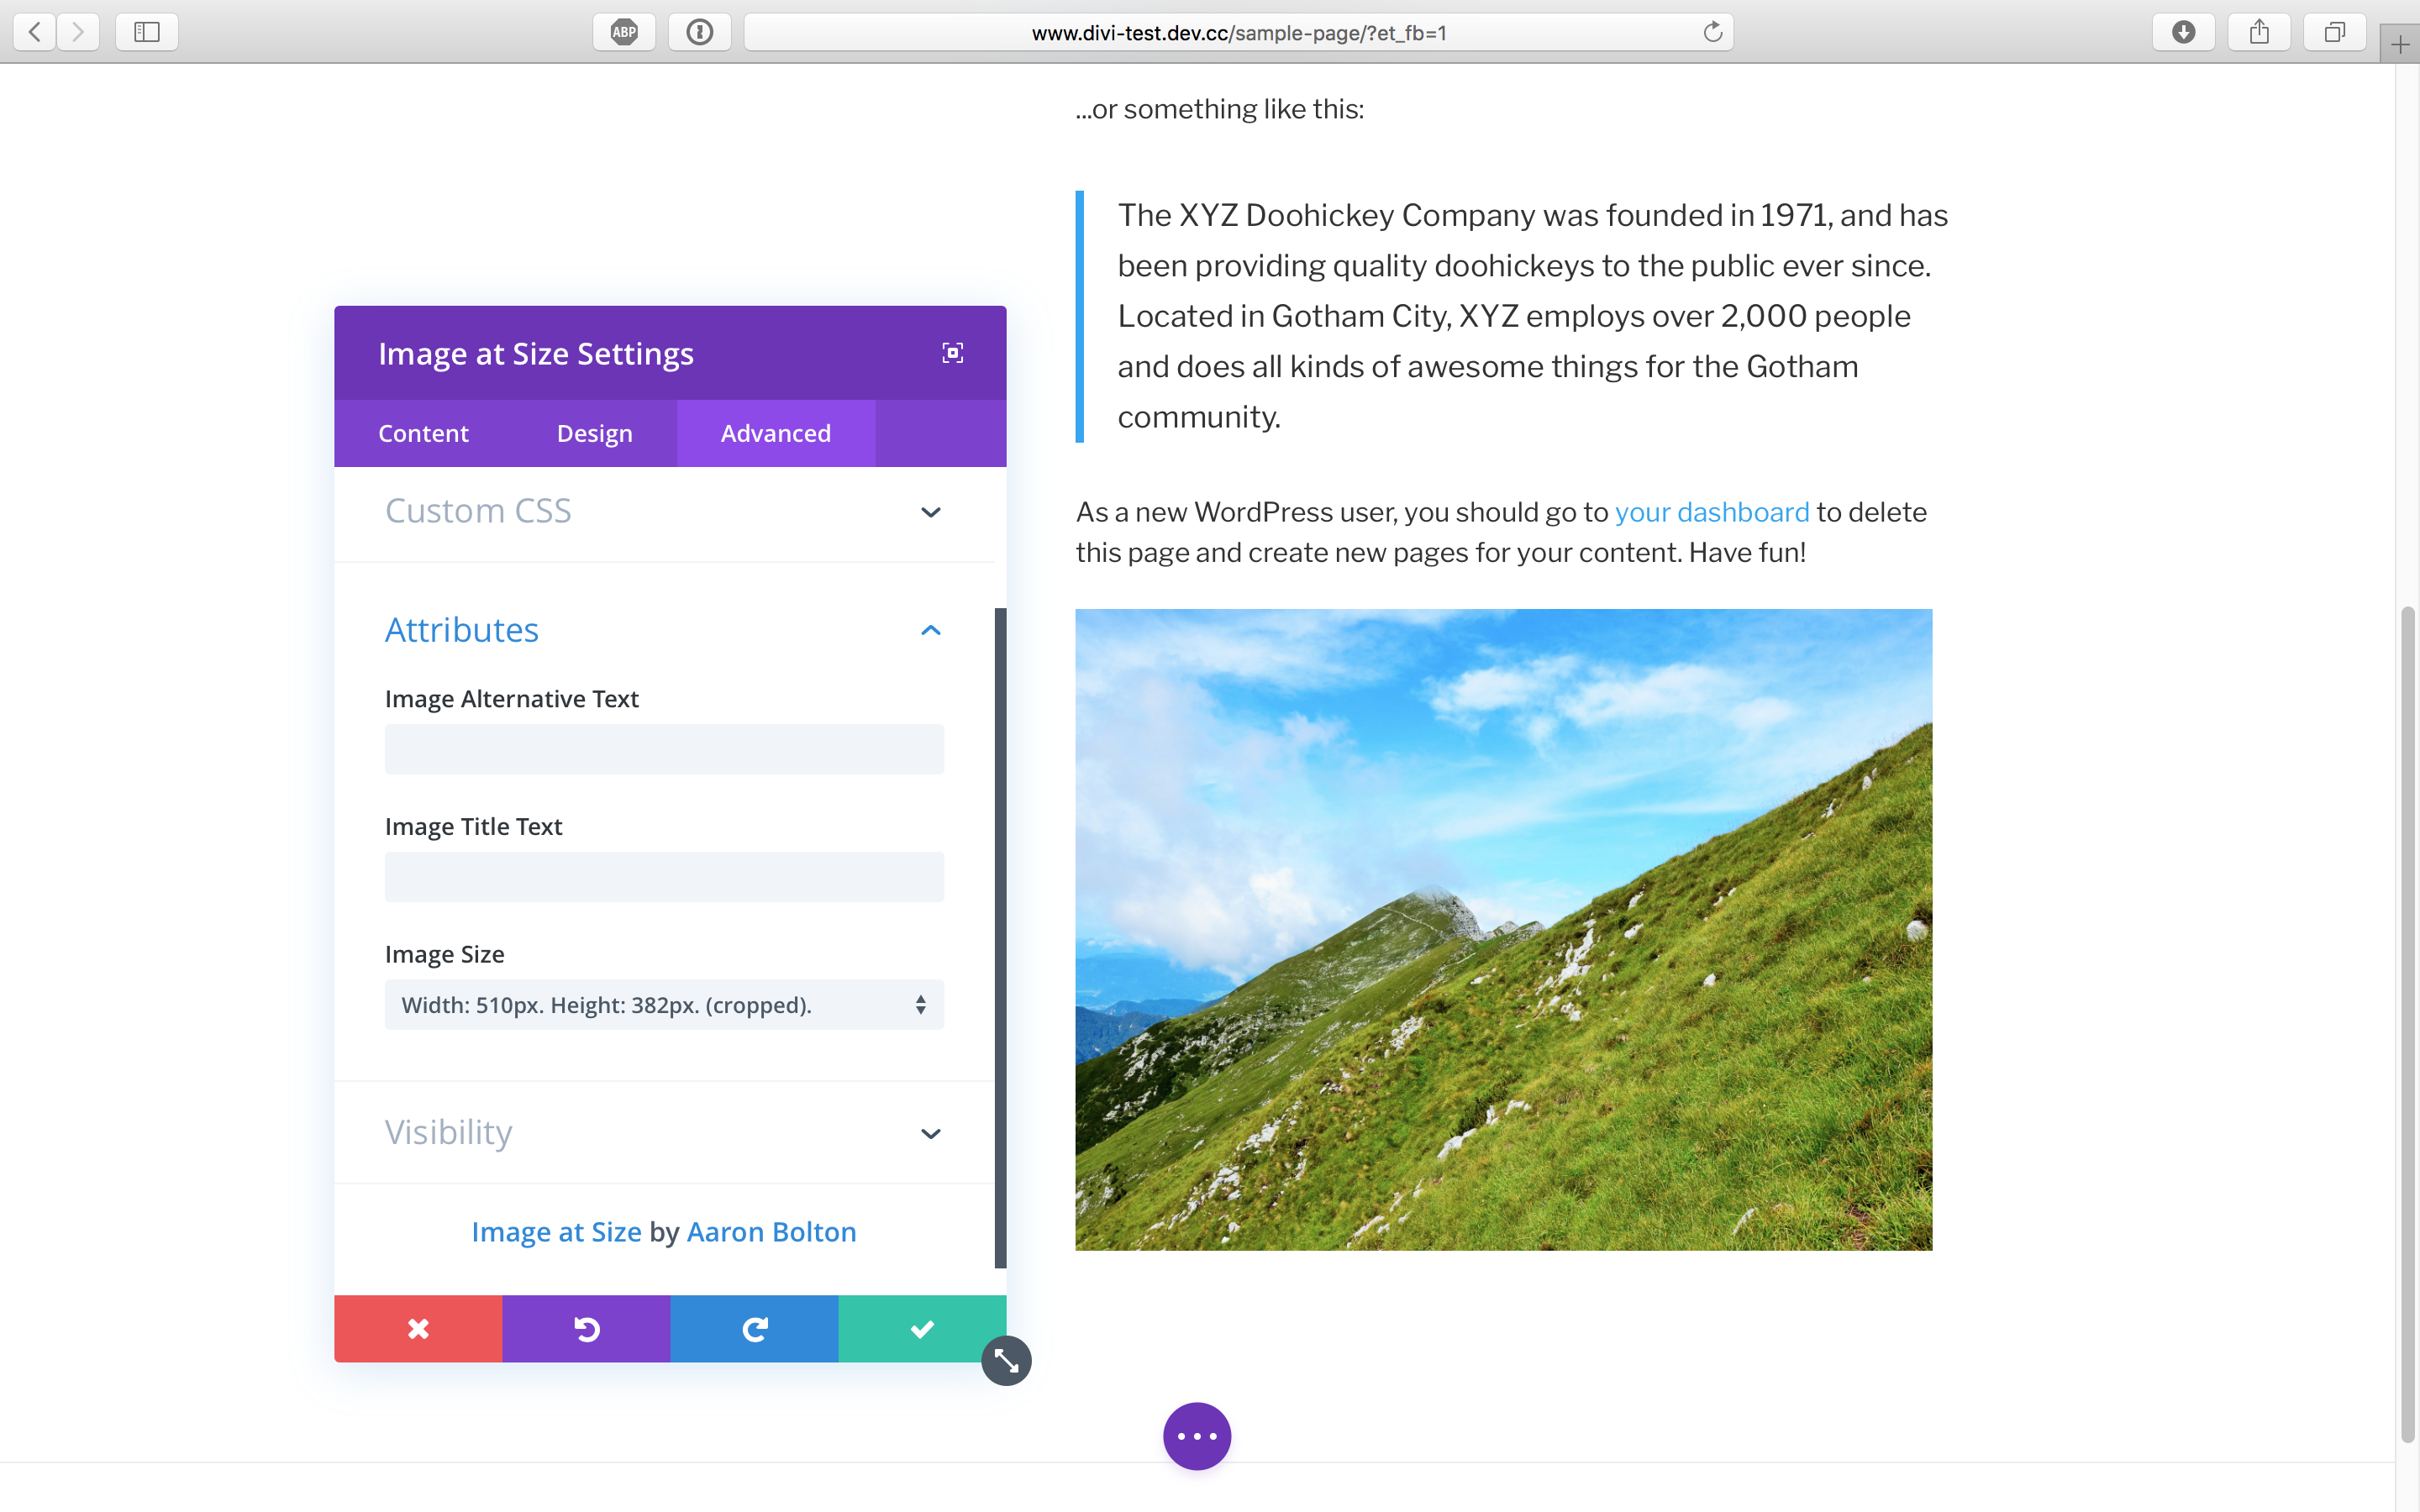 ABP
www.divi-test.dev.cc/sample-page/?et_fb=1
...or something like this:
The XYZ Doohickey Company was founded in 1971, and has
been providing quality doohickeys to the public ever since.
Located in Gotham City, XYZ employs over 2,000 people
and does all kinds of awesome things for the Gotham
community.
As a new WordPress user, you should go to your dashboard to delete
this page and create new pages for your content. Have fun!
Image at Size Settings
Content Design Advanced
Custom CSS
Attributes
Image Alternative Text
Image Title Text
Image Size
Width: 510px. Height: 382px. (cropped).
Visibility
Image at Size by Aaron Bolton